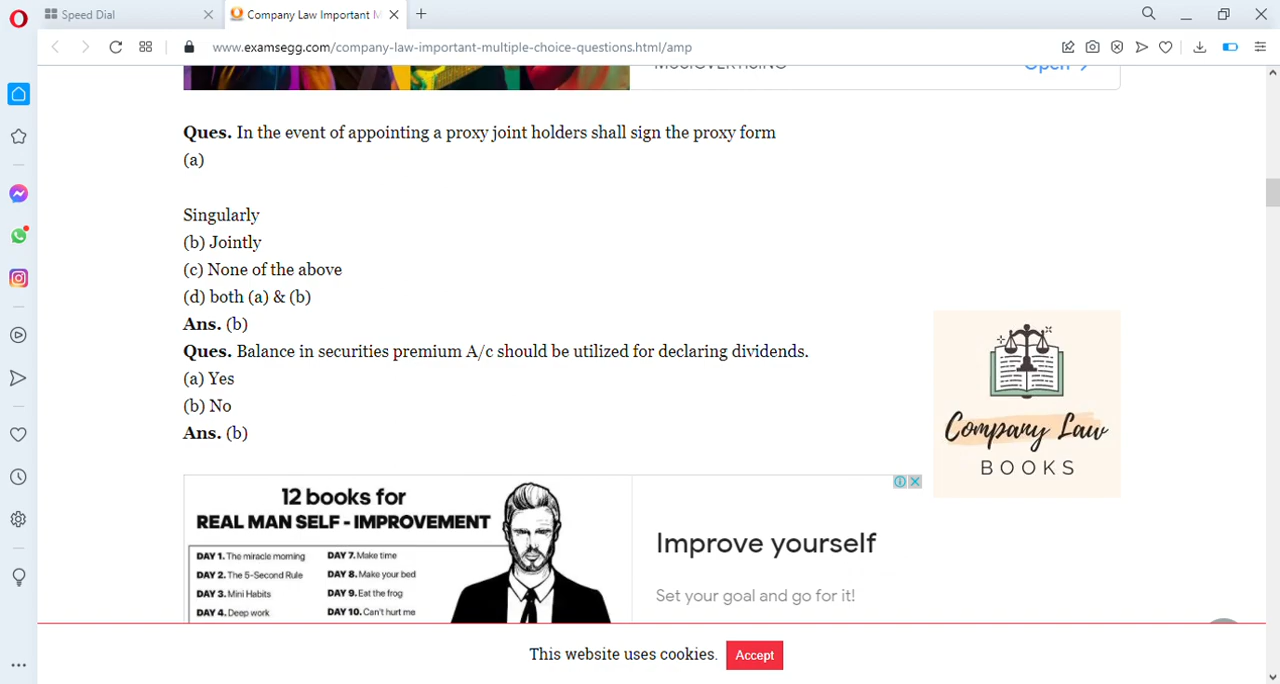 Speed Dial
Company Law Important M
www.examsegg.com/company-law-important-multiple-choice-questions.html/amp
Open
Ques. In the event of appointing a proxy joint holders shall sign the proxy form
(a)
Singularly
(b) Jointly
(c) None of the above
(d) both (a) & (b)
Ans. (b)
Ques. Balance in securities premium A/c should be utilized for declaring dividends.
(a) Yes
(b) No
Ans. (b)
Company Law
BOOKS
12 books for
REAL MAN SELF - IMPROVEMENT
DAY 1. The miracle morning
DAY 7. Make time
DAY 2. The 5-Second Rule
DAY 8. Make your bed
DAY 3. Mini Habits
DAY 9. Eat the frog
DAY 4. Deep work
DAY 10. Can't hurt me
Improve yourself
Set your goal and go for it!
This website uses cookies.
Accept